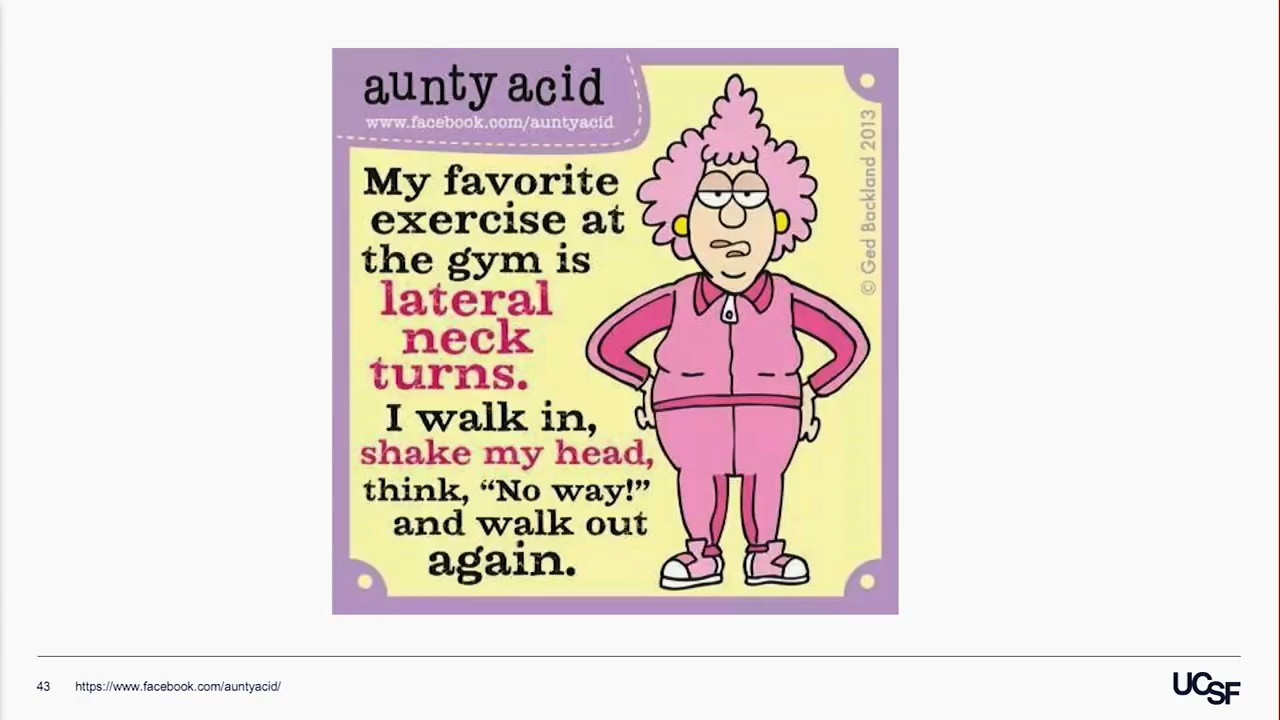 aunty acid
www.facebook.com/auntyacid
My favorite
exercise at
the gym is
lateral
neck
turns.
I walk in,
shake my head,
think, “No way!”
and walk out
again.
© Ged Backland 2013
43 https://www.facebook.com/auntyacid/
UCSF